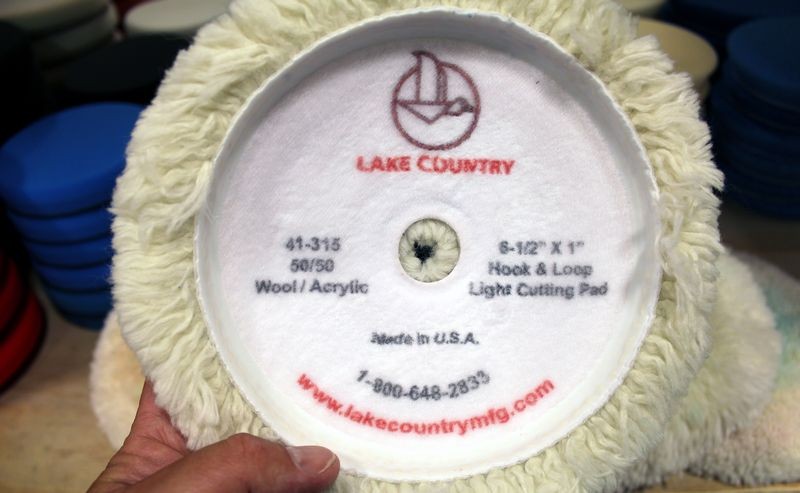 LAKE COUNTRY
41-315
50/50
Wool / Acrylic
6-1/2" X 1"
Hook & Loop
Light Cutting Pad
Made in U.S.A.
1-800-648-2833
www.lakecountrymfg.com